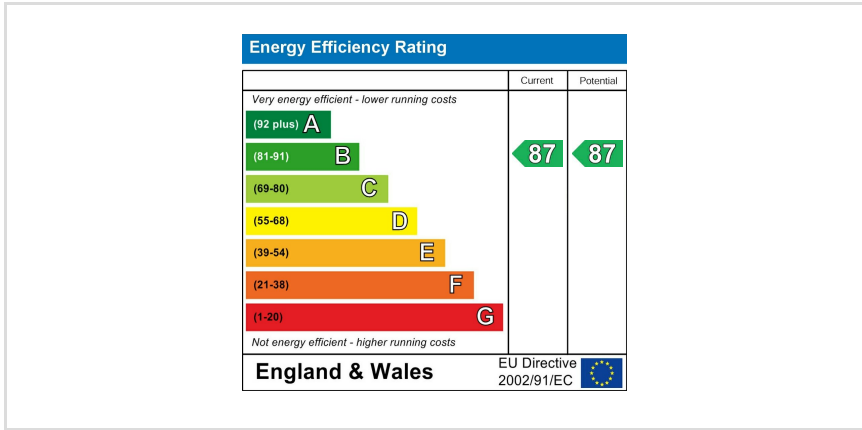 Energy Efficiency Rating
Current Potential
Very energy efficient - lower running costs
(92 plus) A
(81-91) B 87 87
(69-80) C
(55-68) D
(39-54) E
(21-38) F
(1-20) G
Not energy efficient - higher running costs
England & Wales
EU Directive
2002/91/EC